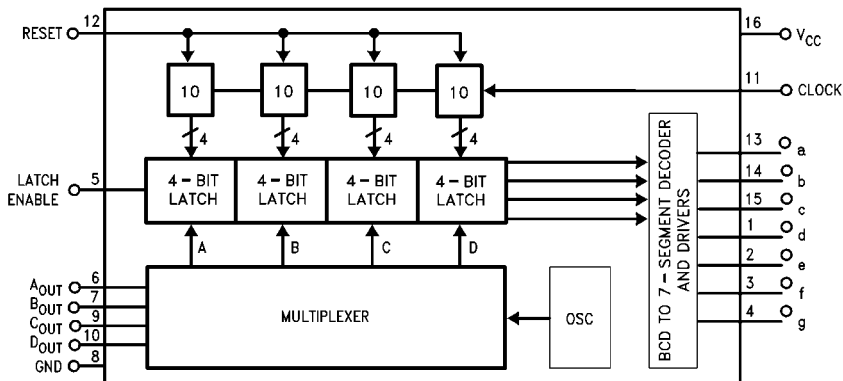 RESET 12
16 VCC
10 10 10 10
11 CLOCK
4 4 4 4
LATCH ENABLE 5
4-BIT LATCH
4-BIT LATCH
4-BIT LATCH
4-BIT LATCH
BCD TO 7-SEGMENT DECODER AND DRIVERS
13 a
14 b
15 c
1 d
2 e
3 f
4 g
A B C D
AOUT 6
BOUT 7
COUT 9
DOUT 10
GND 8
MULTIPLEXER
OSC